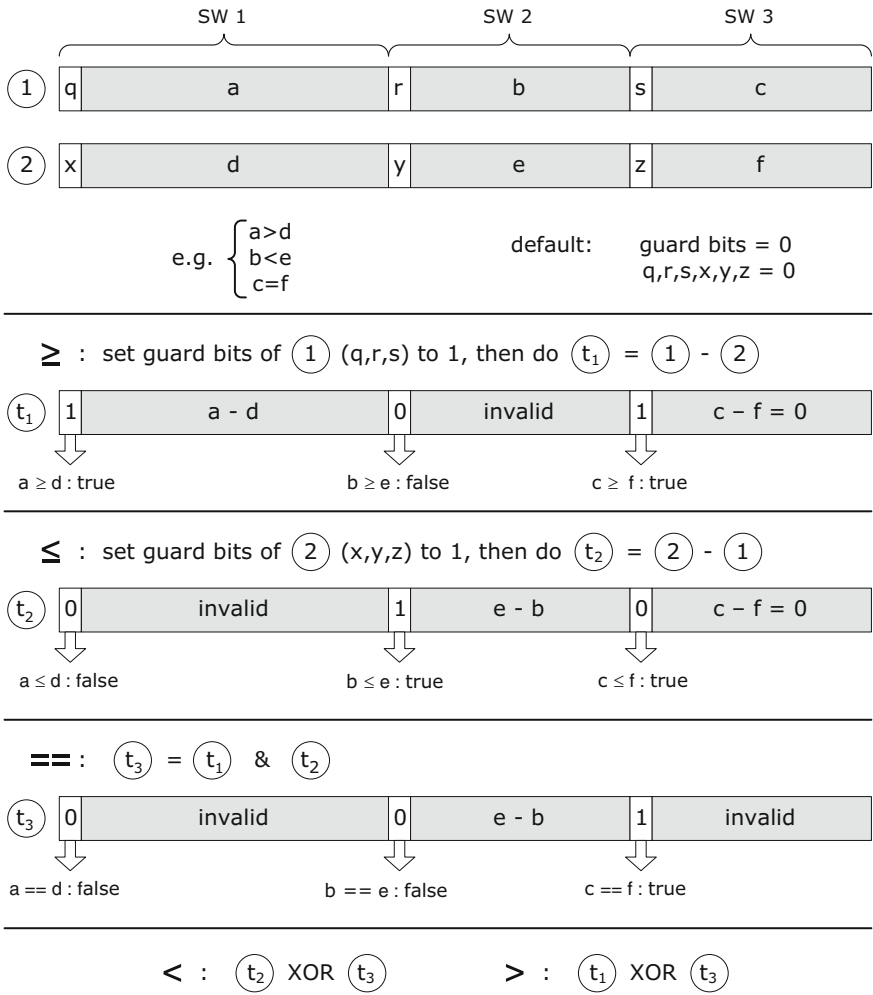 SW 1 SW 2 SW 3
1 q a r b s c
2 x d y e z f
e.g. a>d
b<e
c=f
default: guard bits = 0
q,r,s,x,y,z = 0
≥ : set guard bits of 1 (q,r,s) to 1, then do t1 = 1 - 2
t1 1 a - d 0 invalid 1 c – f = 0
a ≥ d : true b ≥ e : false c ≥ f : true
≤ : set guard bits of 2 (x,y,z) to 1, then do t2 = 2 - 1
t2 0 invalid 1 e - b 0 c – f = 0
a ≤ d : false b ≤ e : true c ≤ f : true
== : t3 = t1 & t2
t3 0 invalid 0 e - b 1 invalid
a == d : false b == e : false c == f : true
< : t2 XOR t3 > : t1 XOR t3